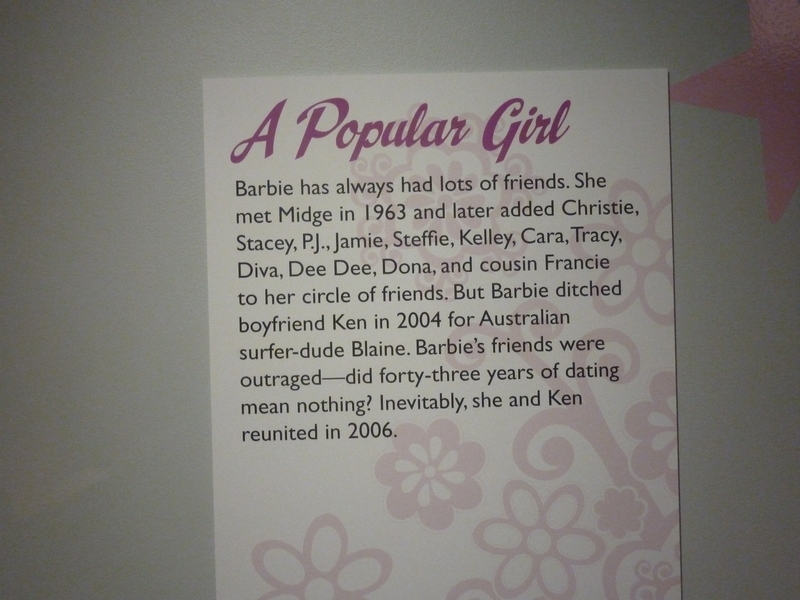 A Popular Girl
Barbie has always had lots of friends. She
met Midge in 1963 and later added Christie,
Stacey, P.J., Jamie, Steffie, Kelley, Cara, Tracy,
Diva, Dee Dee, Dona, and cousin Francie
to her circle of friends. But Barbie ditched
boyfriend Ken in 2004 for Australian
surfer-dude Blaine. Barbie's friends were
outraged—did forty-three years of dating
mean nothing? Inevitably, she and Ken
reunited in 2006.